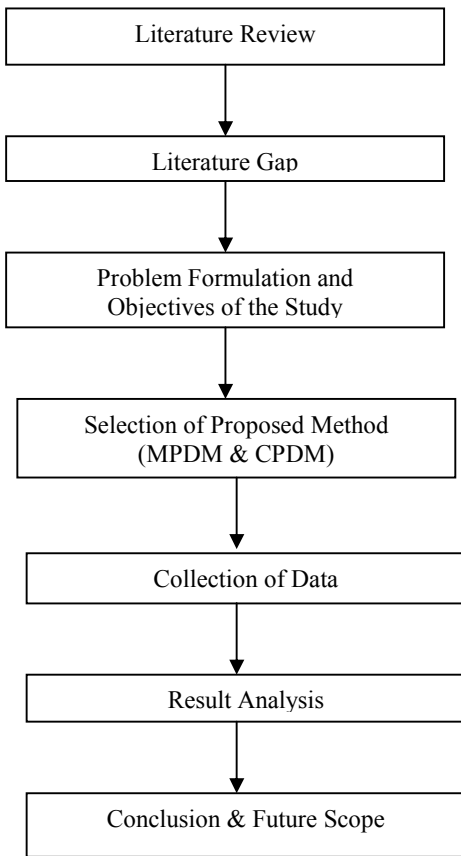 Literature Review
Literature Gap
Problem Formulation and
Objectives of the Study
Selection of Proposed Method
(MPDM & CPDM)
Collection of Data
Result Analysis
Conclusion & Future Scope